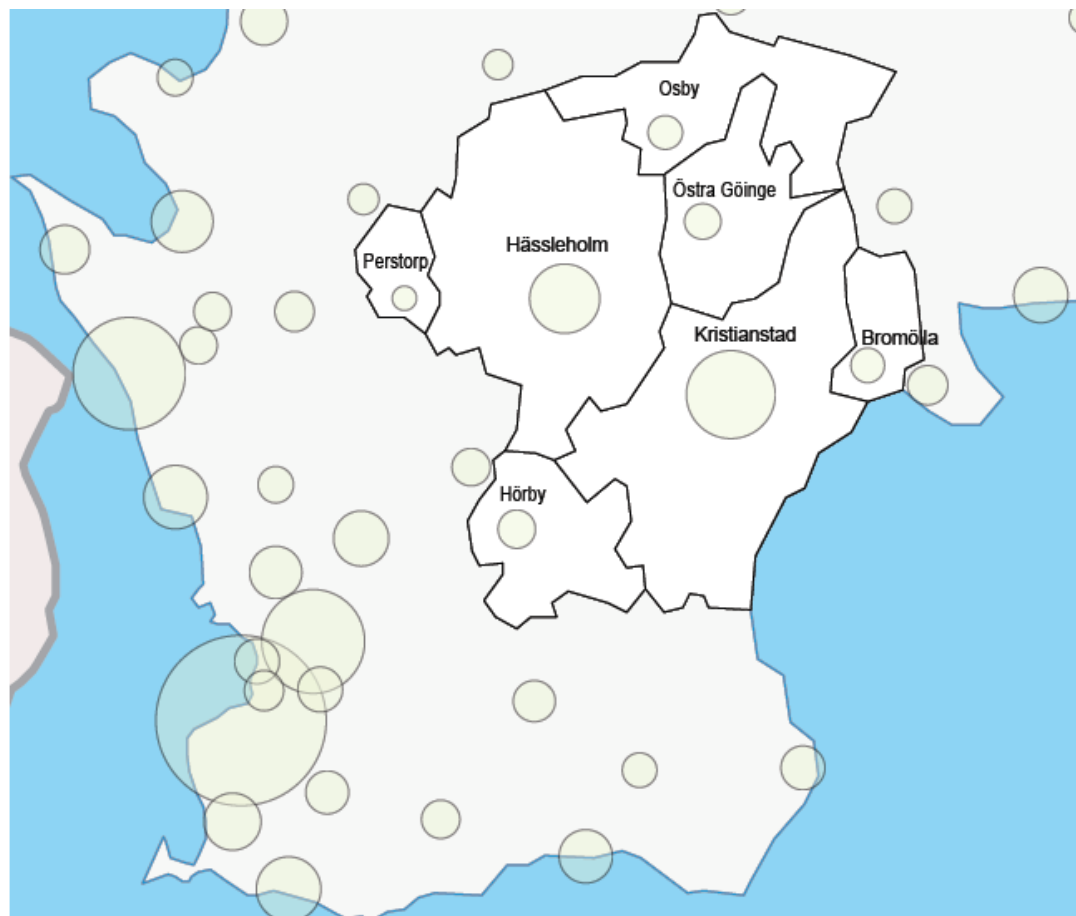 Osby
Östra Göinge
Hässleholm
Perstorp
Kristianstad
Bromölla
Hörby